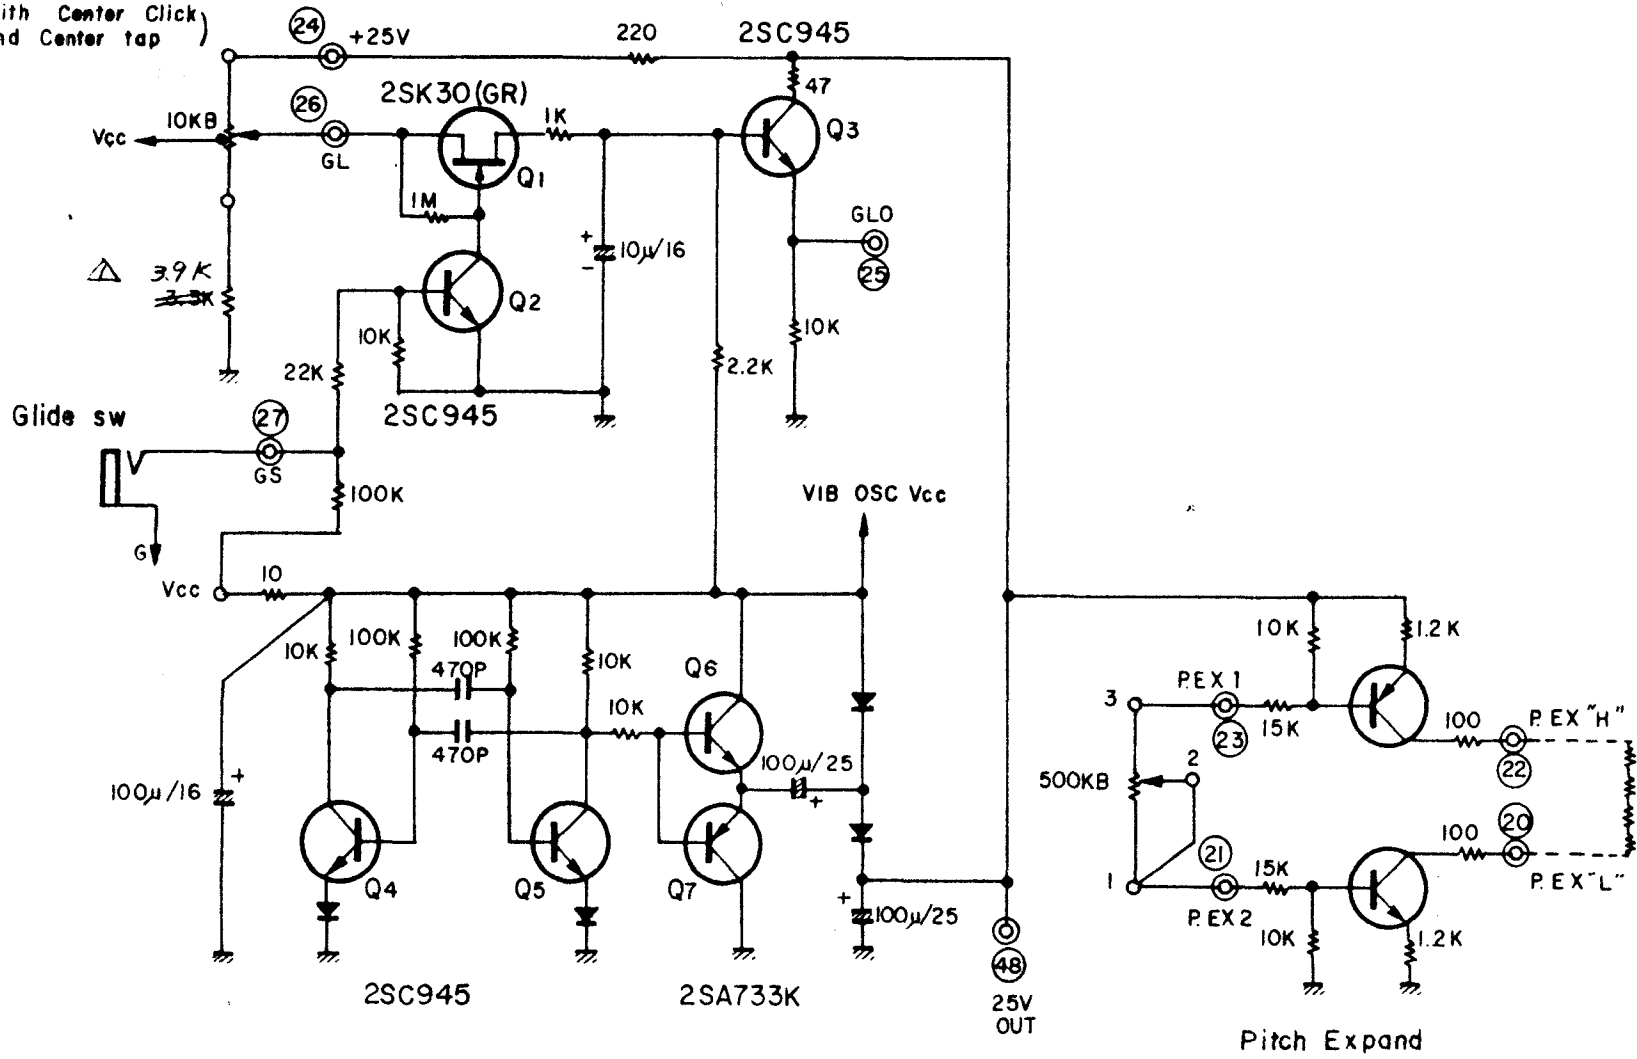 ith Center Click)
nd Center tap
24
+25V
220
2SC945
47
26
2SK30(GR)
1K
Q3
10KB
Vcc
GL
Q1
1M
GLO
25
+
10μ/16
-
3.9K
3.3K
Q2
10K
10K
22K
2.2K
2SC945
Glide sw
27
GS
100K
VIB OSC Vcc
G
Vcc
10
10K
100K
100K
470P
10K
Q6
10K
470P
100μ/25
+
100μ/16
+
Q4
Q5
Q7
+
100μ/25
2SC945
2SA733K
48
25V
OUT
10K
1.2K
P.EX 1
3
23
15K
100
P. EX "H"
22
2
500KB
20
100
21
15K
P. EX "L"
1
P. EX 2
10K
1.2K
Pitch Expand